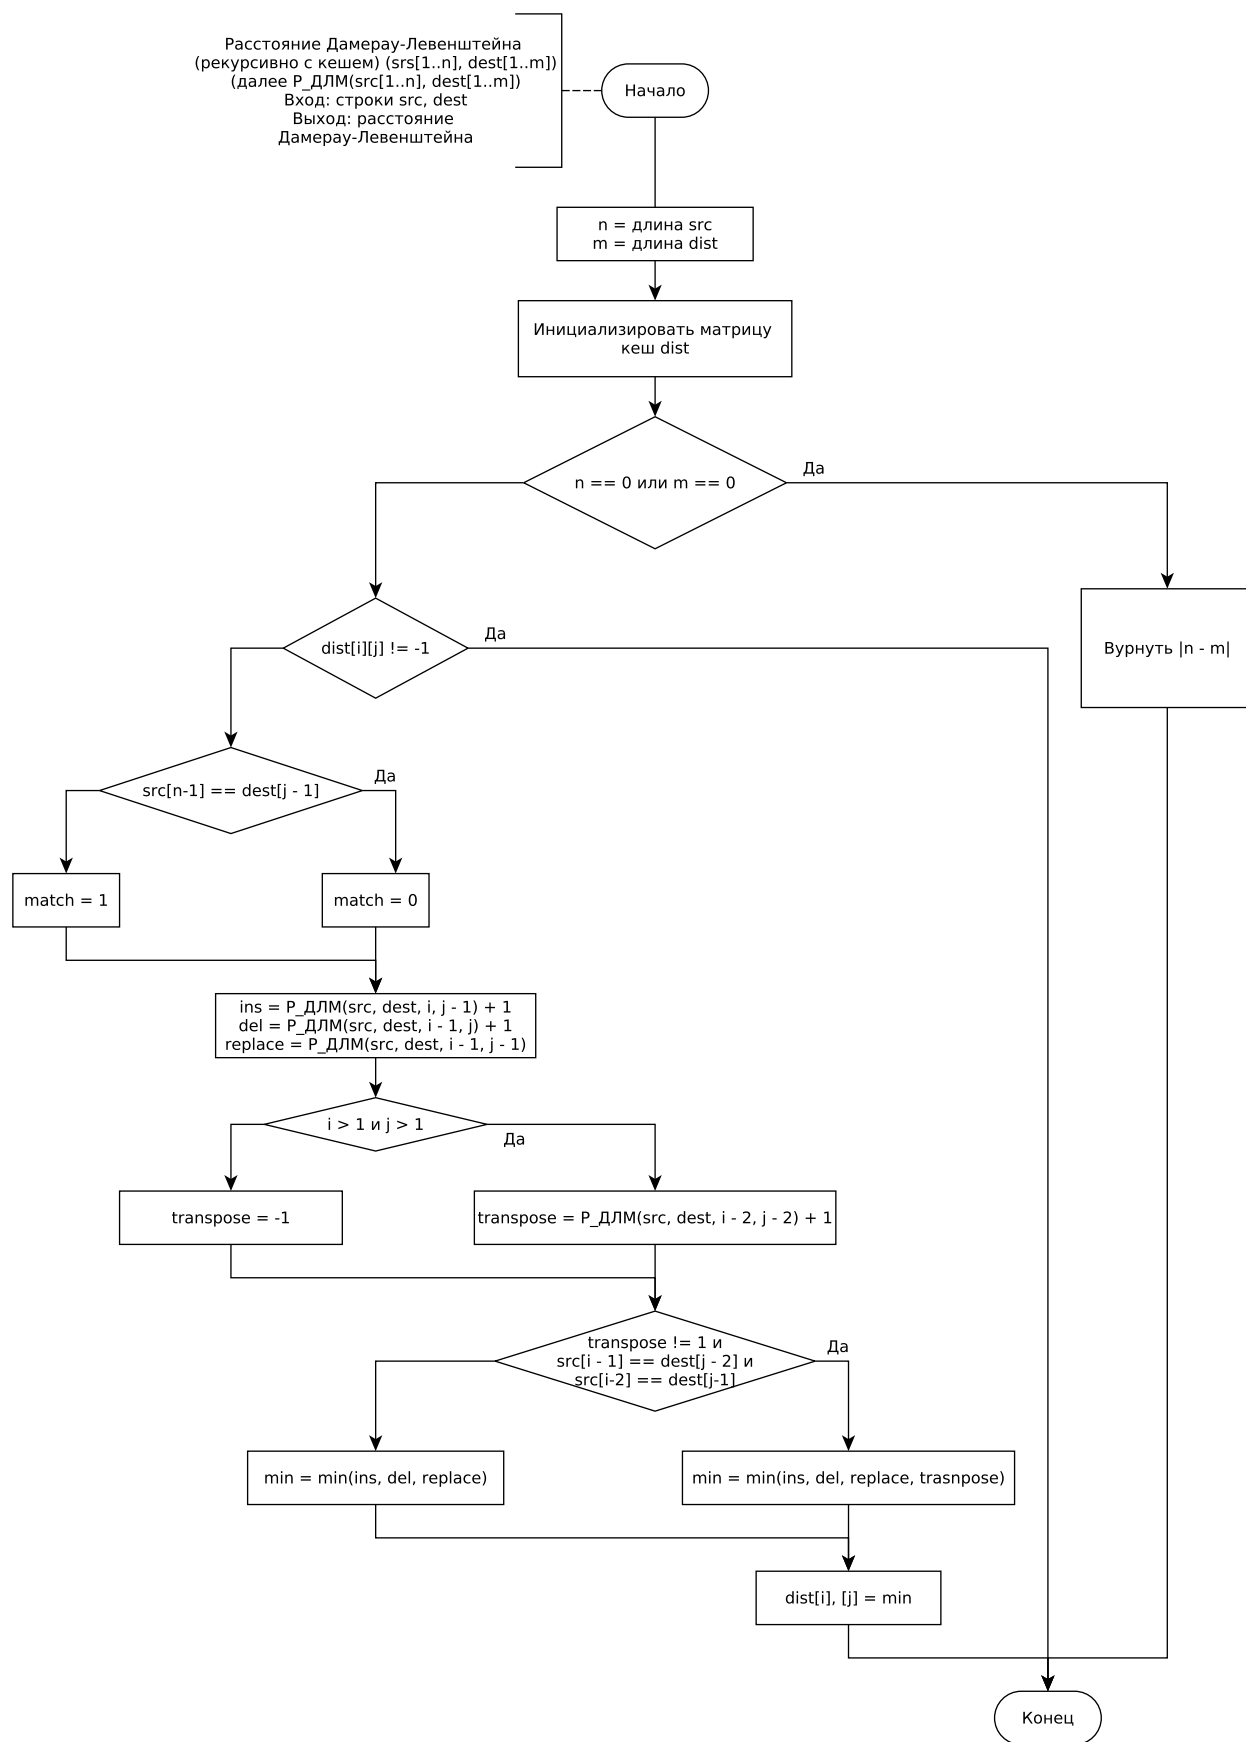 Расстояние Дамерау-Левенштейна
(рекурсивно с кешем) (srs[1..n], dest[1..m])
(далее Р_ДЛМ(src[1..n], dest[1..m])
Вход: строки src, dest
Выход: расстояние
Дамерау-Левенштейна
Начало
n = длина src
m = длина dist
Инициализировать матрицу
кеш dist
n == 0 или m == 0
Да
dist[i][j] != -1
Да
Вурнуть |n - m|
src[n-1] == dest[j - 1]
Да
match = 1
match = 0
ins = Р_ДЛМ(src, dest, i, j - 1) + 1
del = Р_ДЛМ(src, dest, i - 1, j) + 1
replace = Р_ДЛМ(src, dest, i - 1, j - 1)
i > 1 и j > 1
Да
transpose = -1
transpose = Р_ДЛМ(src, dest, i - 2, j - 2) + 1
transpose != 1 и
src[i - 1] == dest[j - 2] и
src[i-2] == dest[j-1]
Да
min = min(ins, del, replace)
min = min(ins, del, replace, trasnpose)
dist[i], [j] = min
Конец